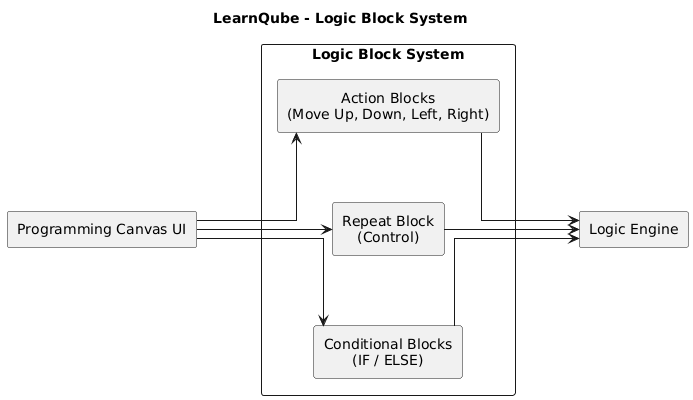 LearnQube - Logic Block System
Logic Block System
Action Blocks
(Move Up, Down, Left, Right)
Programming Canvas UI
Repeat Block
(Control)
Logic Engine
Conditional Blocks
(IF / ELSE)